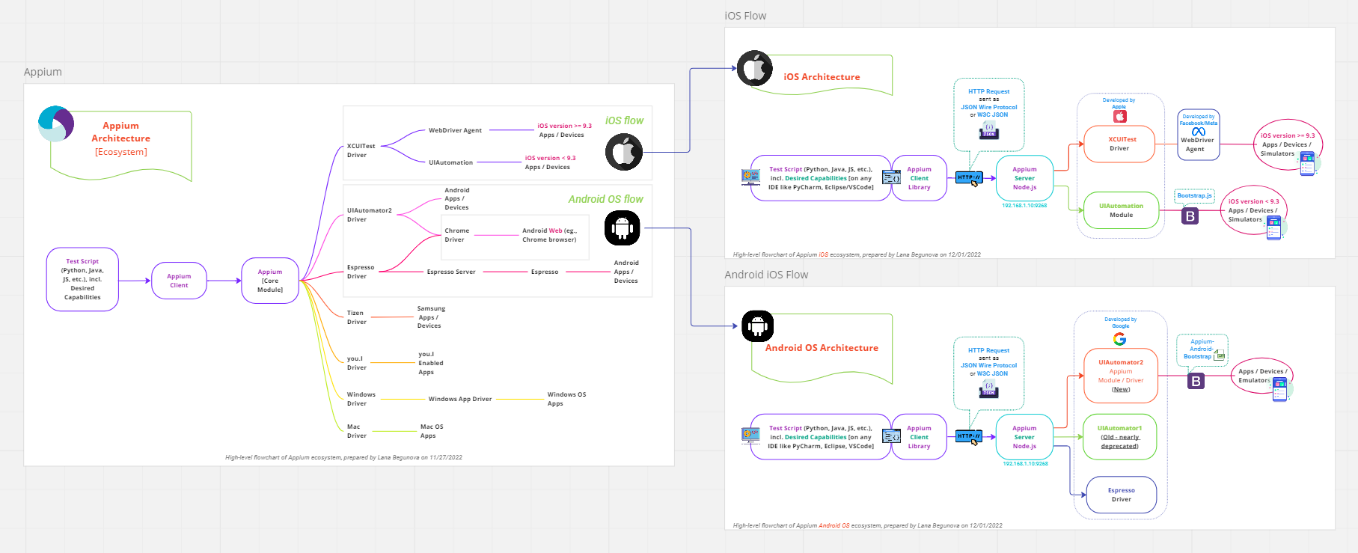 Appium
Appium
Architecture
[Ecosystem]
Test Script
(Python, Java,
JS, etc.), incl.
Desired
Capabilities
Appium
Client
Appium
[Core
Module]
XCUITest
Driver
WebDriver Agent
iOS version >= 9.3
Apps / Devices
UIAutomation
iOS version < 9.3
Apps / Devices
iOS flow
UIAutomator2
Driver
Android
Apps /
Devices
Android OS flow
Chrome
Driver
Android Web (eg.,
Chrome browser)
Espresso
Driver
Espresso Server
Espresso
Android
Apps /
Devices
Tizen
Driver
Samsung
Apps /
Devices
you.I
Driver
you.I
Enabled
Apps
Windows
Driver
Windows App Driver
Windows OS
Apps
Mac
Driver
Mac OS
Apps
High-level flowchart of Appium ecosystem, prepared by Lana Begunova on 11/27/2022
iOS Flow
iOS Architecture
HTTP Request
sent as
JSON Wire Protocol
or W3C JSON
Test Script (Python, Java, JS, etc.),
incl. Desired Capabilities [on any
IDE like PyCharm, Eclipse/VSCode]
Appium
Client
Library
HTTP://
Appium
Server
Node.js
Developed by
Apple
XCUITest
Driver
Developed by
Facebook/Meta
WebDriver
Agent
iOS version >= 9.3
Apps / Devices /
Simulators
UIAutomation
Module
Bootstrap.js
B
iOS version < 9.3
Apps / Devices /
Simulators
High-level flowchart of Appium iOS ecosystem, prepared by Lana Begunova on 12/01/2022
Android iOS Flow
Android OS Architecture
HTTP Request
sent as
JSON Wire Protocol
or W3C JSON
Test Script (Python, Java, JS, etc.),
incl. Desired Capabilities [on any
IDE like PyCharm, Eclipse, VSCode]
Appium
Client
Library
HTTP://
Appium
Server
Node.js
Developed by
Google
UIAutomator2
Appium
Module / Driver
(New)
Appium-
Android-
Bootstrap
B
Apps / Devices /
Emulators
UIAutomator1
(Old - nearly
deprecated)
Espresso
Driver
High-level flowchart of Appium Android OS ecosystem, prepared by Lana Begunova on 12/01/2022